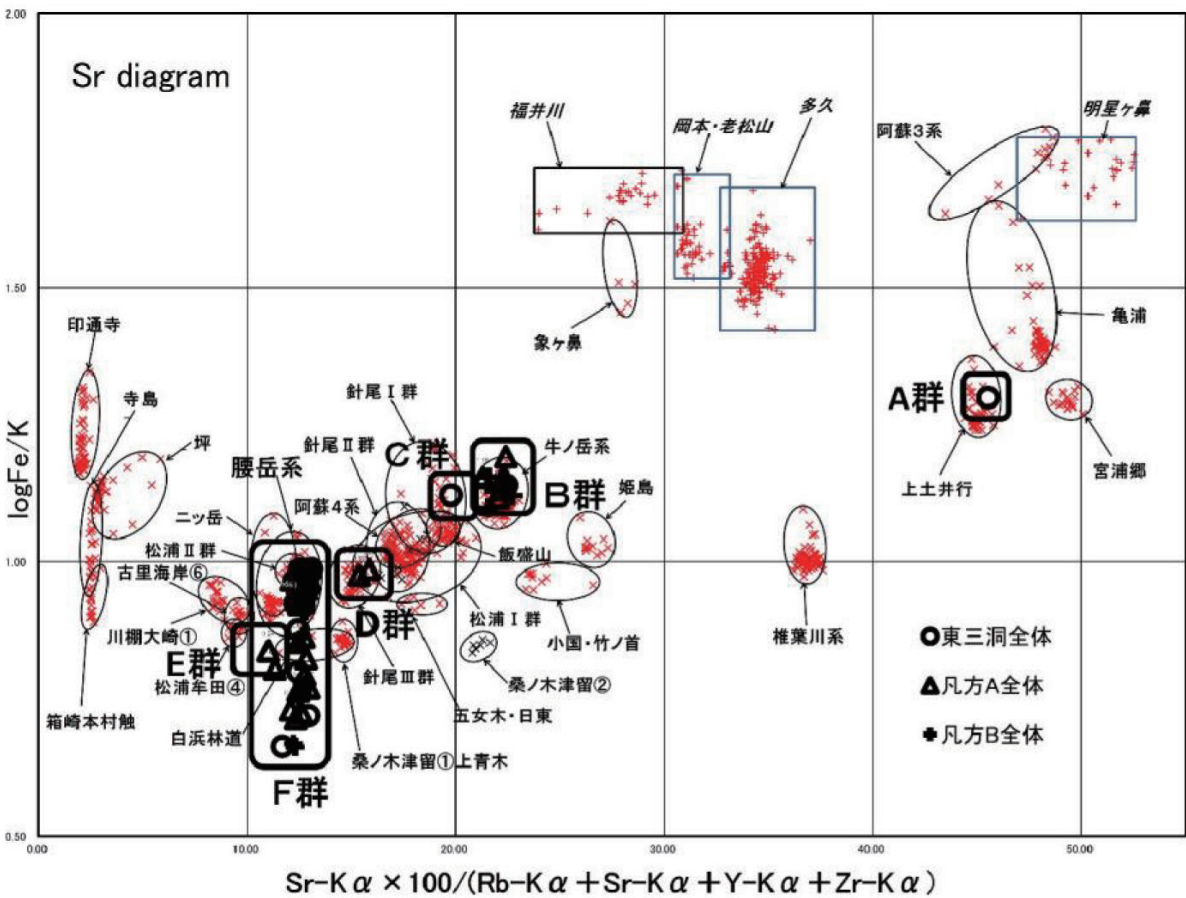 2.00
Sr diagram
福井川
岡本・老松山
多久
阿蘇3系
明星ヶ鼻
logFe/K
1.50
印通寺
寺島
坪
象ヶ鼻
亀浦
針尾Ⅰ群
針尾Ⅱ群
C群
牛ノ岳系
B群
姫島
A群
上土井行
宮浦郷
腰岳系
阿蘇4系
ニッ岳
松浦Ⅱ群
古里海岸⑥
1.00
飯盛山
松浦Ⅰ群
小国・竹ノ首
椎葉川系
川棚大崎①
E群
D群
松浦牟田④
針尾Ⅲ群
桑ノ木津留②
箱崎本村触
白浜林道
五女木・日東
桑ノ木津留①上青木
F群
東三洞全体
凡方A全体
凡方B全体
0.50
0.00
10.00
20.00
30.00
40.00
50.00
Sr-Kα×100/(Rb-Kα+Sr-Kα+Y-Kα+Zr-Kα)